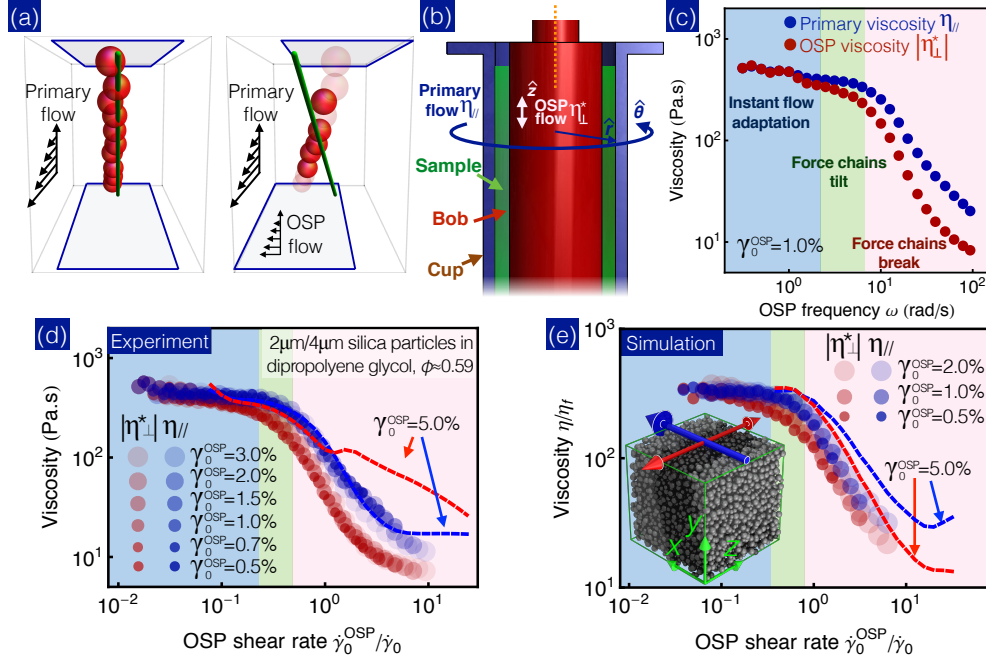 (a)
Primary
flow
Primary
flow
OSP
flow
(b)
Primary
flow η//
ẑ
OSP
flow η*⊥
r̂
θ̂
Sample
Bob
Cup
(c)
Primary viscosity η//
OSP viscosity |η*⊥|
Instant flow
adaptation
Force chains
tilt
Force chains
break
γ₀ᴼˢᴾ=1.0%
Viscosity (Pa.s)
10³
10²
10¹
10⁰
10¹
10²
OSP frequency ω (rad/s)
(d)
Experiment
2μm/4μm silica particles in
dipropolyene glycol, ϕ≈0.59
|η*⊥| η//
γ₀ᴼˢᴾ=3.0%
γ₀ᴼˢᴾ=2.0%
γ₀ᴼˢᴾ=1.5%
γ₀ᴼˢᴾ=1.0%
γ₀ᴼˢᴾ=0.7%
γ₀ᴼˢᴾ=0.5%
γ₀ᴼˢᴾ=5.0%
Viscosity (Pa.s)
10³
10²
10¹
10⁻²
10⁻¹
10⁰
10¹
OSP shear rate γ̇₀ᴼˢᴾ/γ̇₀
(e)
Simulation
|η*⊥| η//
γ₀ᴼˢᴾ=2.0%
γ₀ᴼˢᴾ=1.0%
γ₀ᴼˢᴾ=0.5%
γ₀ᴼˢᴾ=5.0%
x
y
z
Viscosity η/ηf
10³
10²
10¹
10⁻²
10⁻¹
10⁰
10¹
OSP shear rate γ̇₀ᴼˢᴾ/γ̇₀